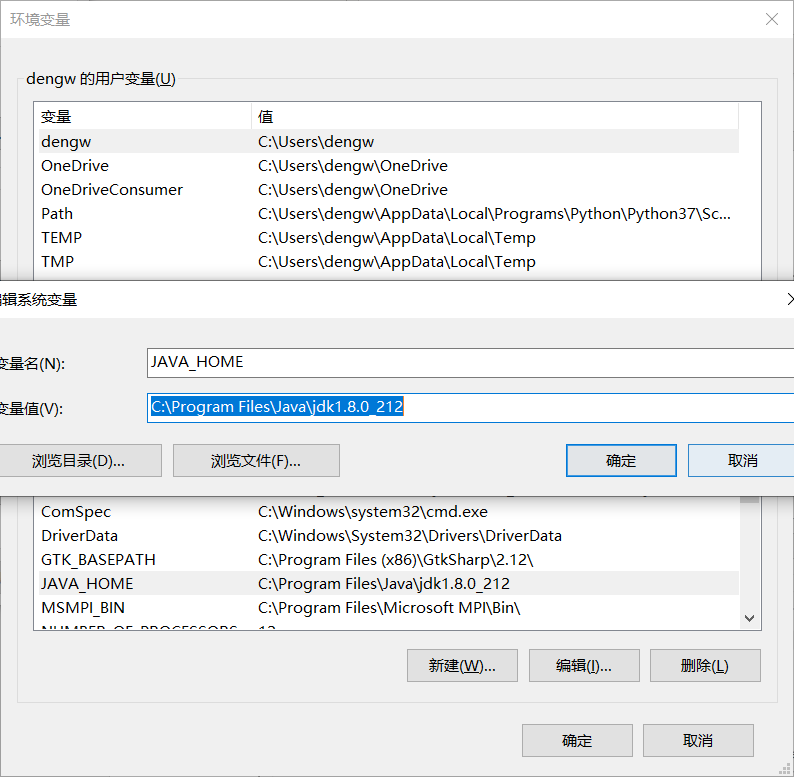 环境变量
dengw 的用户变量(U)
变量 值
dengw C:\Users\dengw
OneDrive C:\Users\dengw\OneDrive
OneDriveConsumer C:\Users\dengw\OneDrive
Path C:\Users\dengw\AppData\Local\Programs\Python\Python37\Sc...
TEMP C:\Users\dengw\AppData\Local\Temp
TMP C:\Users\dengw\AppData\Local\Temp
编辑系统变量
变量名(N): JAVA_HOME
变量值(V): C:\Program Files\Java\jdk1.8.0_212
浏览目录(D)... 浏览文件(F)... 确定 取消
ComSpec C:\Windows\system32\cmd.exe
DriverData C:\Windows\System32\Drivers\DriverData
GTK_BASEPATH C:\Program Files (x86)\GtkSharp\2.12\
JAVA_HOME C:\Program Files\Java\jdk1.8.0_212
MSMPI_BIN C:\Program Files\Microsoft MPI\Bin\
NUMBER_OF_PROCESSORS 12
新建(W)... 编辑(I)... 删除(L)
确定 取消